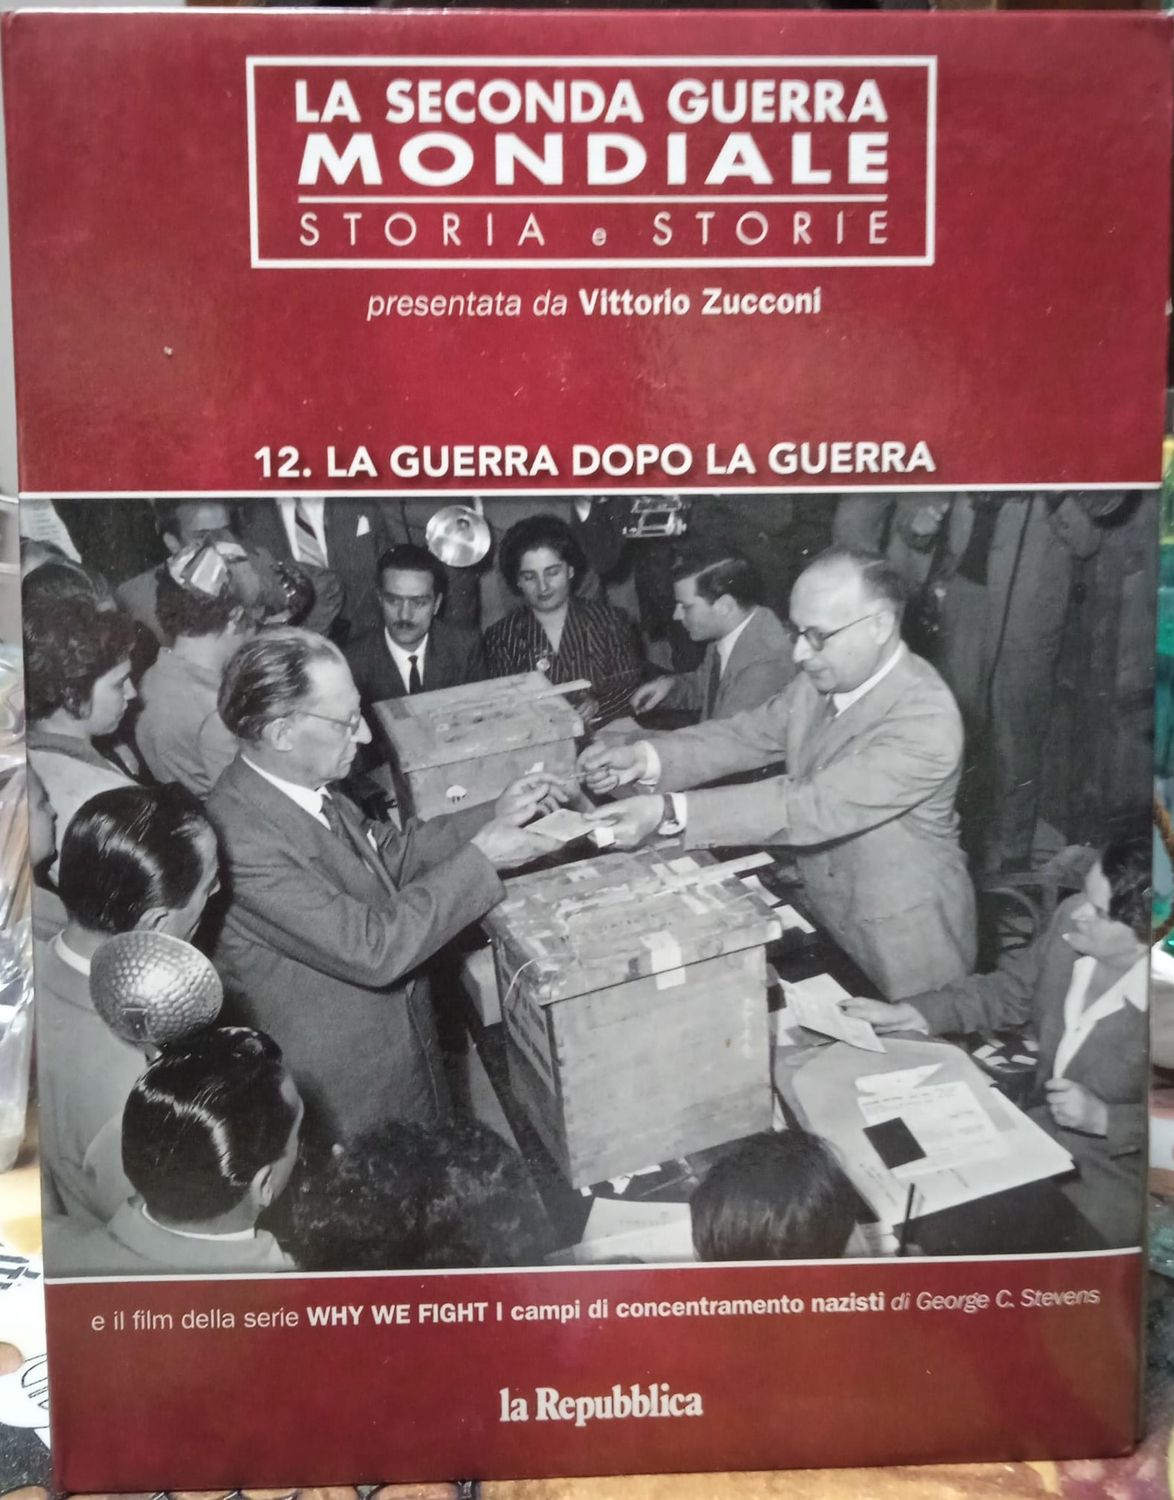 LA SECONDA GUERRA
MONDIALE
STORIA e STORIE
presentata da Vittorio Zucconi
12. LA GUERRA DOPO LA GUERRA
e il film della serie WHY WE FIGHT I campi di concentramento nazisti di George C. Stevens
la Repubblica